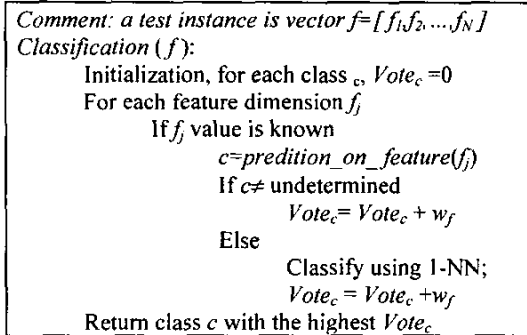 Comment: a test instance is vector f=[f1,f2,...,fN]
Classification (f):
Initialization, for each class c, Votec =0
For each feature dimension fj
If fj value is known
c=predition_on_feature(fj)
If c≠ undetermined
Votec= Votec + wf
Else
Classify using 1-NN;
Votec = Votec +wf
Return class c with the highest Votec